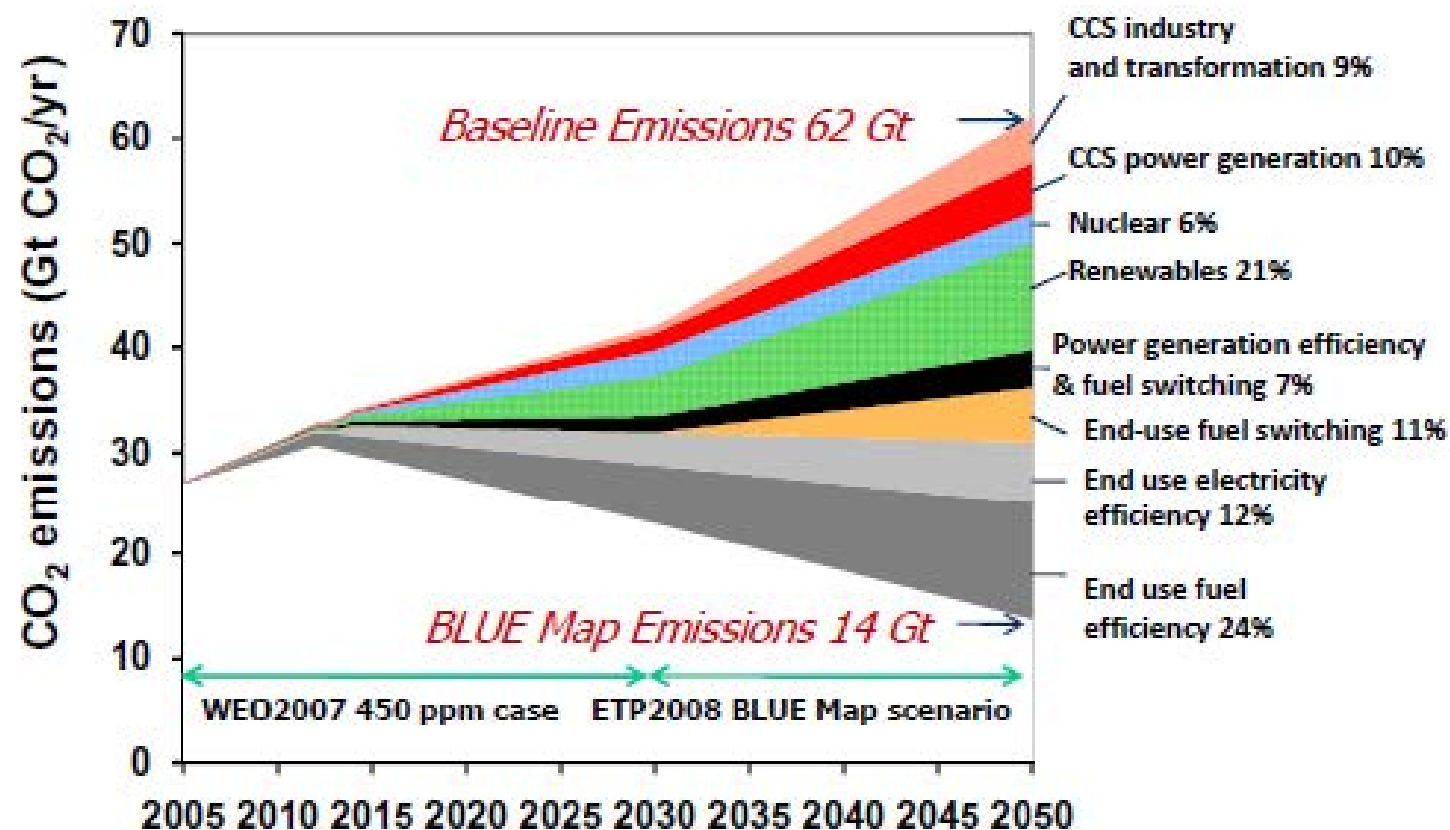 CO₂ emissions (Gt CO₂/yr)
70
60
50
40
30
20
10
0
Baseline Emissions 62 Gt
BLUE Map Emissions 14 Gt
WEO2007 450 ppm case
ETP2008 BLUE Map scenario
2005 2010 2015 2020 2025 2030 2035 2040 2045 2050
CCS industry
and transformation 9%
CCS power generation 10%
Nuclear 6%
Renewables 21%
Power generation efficiency
& fuel switching 7%
End-use fuel switching 11%
End use electricity
efficiency 12%
End use fuel
efficiency 24%